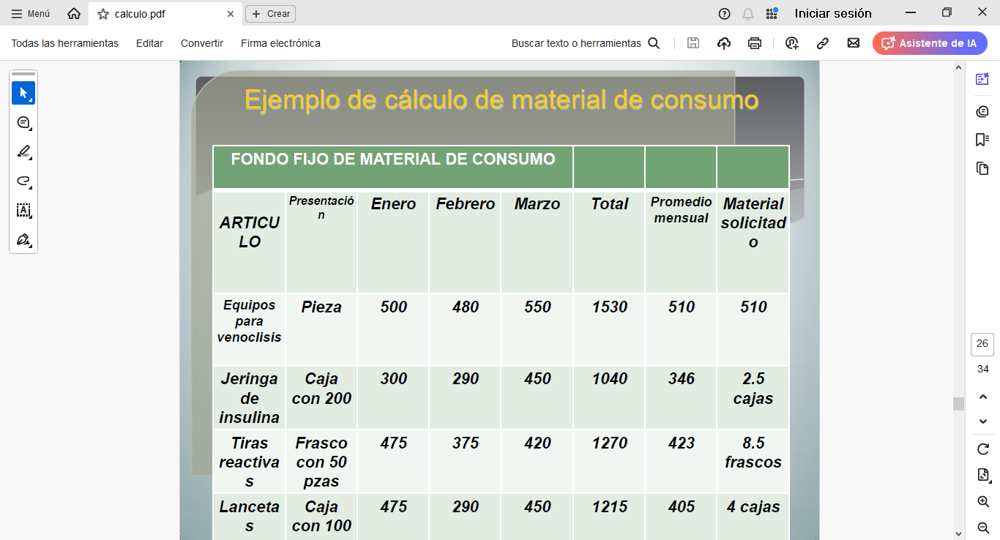 Menú
calculo.pdf
Crear
Iniciar sesión
Todas las herramientas
Editar
Convertir
Firma electrónica
Buscar texto o herramientas
Asistente de IA
Ejemplo de cálculo de material de consumo
FONDO FIJO DE MATERIAL DE CONSUMO
ARTICU
LO
Presentació
n
Enero
Febrero
Marzo
Total
Promedio
mensual
Material
solicitad
o
Equipos
para
venoclisis
Pieza
500
480
550
1530
510
510
Jeringa
de
insulina
Caja
con 200
300
290
450
1040
346
2.5
cajas
Tiras
reactiva
s
Frasco
con 50
pzas
475
375
420
1270
423
8.5
frascos
Lanceta
s
Caja
con 100
475
290
450
1215
405
4 cajas
26
34